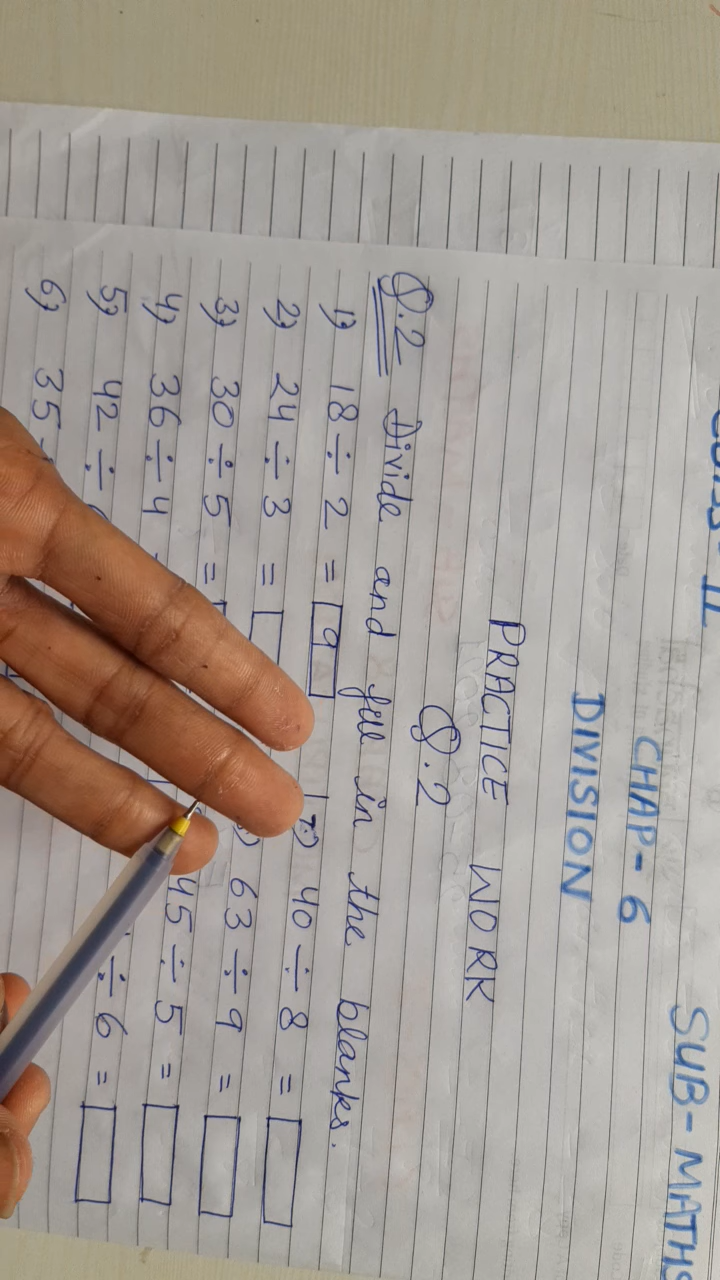 SUB- MATHS
CHAP- 6
DIVISION
PRACTICE WORK
Q.2
Q.2 Divide and fill in the blanks.
1) 18 ÷ 2 = 9
7) 40 ÷ 8 =
2) 24 ÷ 3 =
63 ÷ 9 =
3) 30 ÷ 5 =
45 ÷ 5 =
4) 36 ÷ 4
÷ 6 =
5) 42 ÷
6) 35